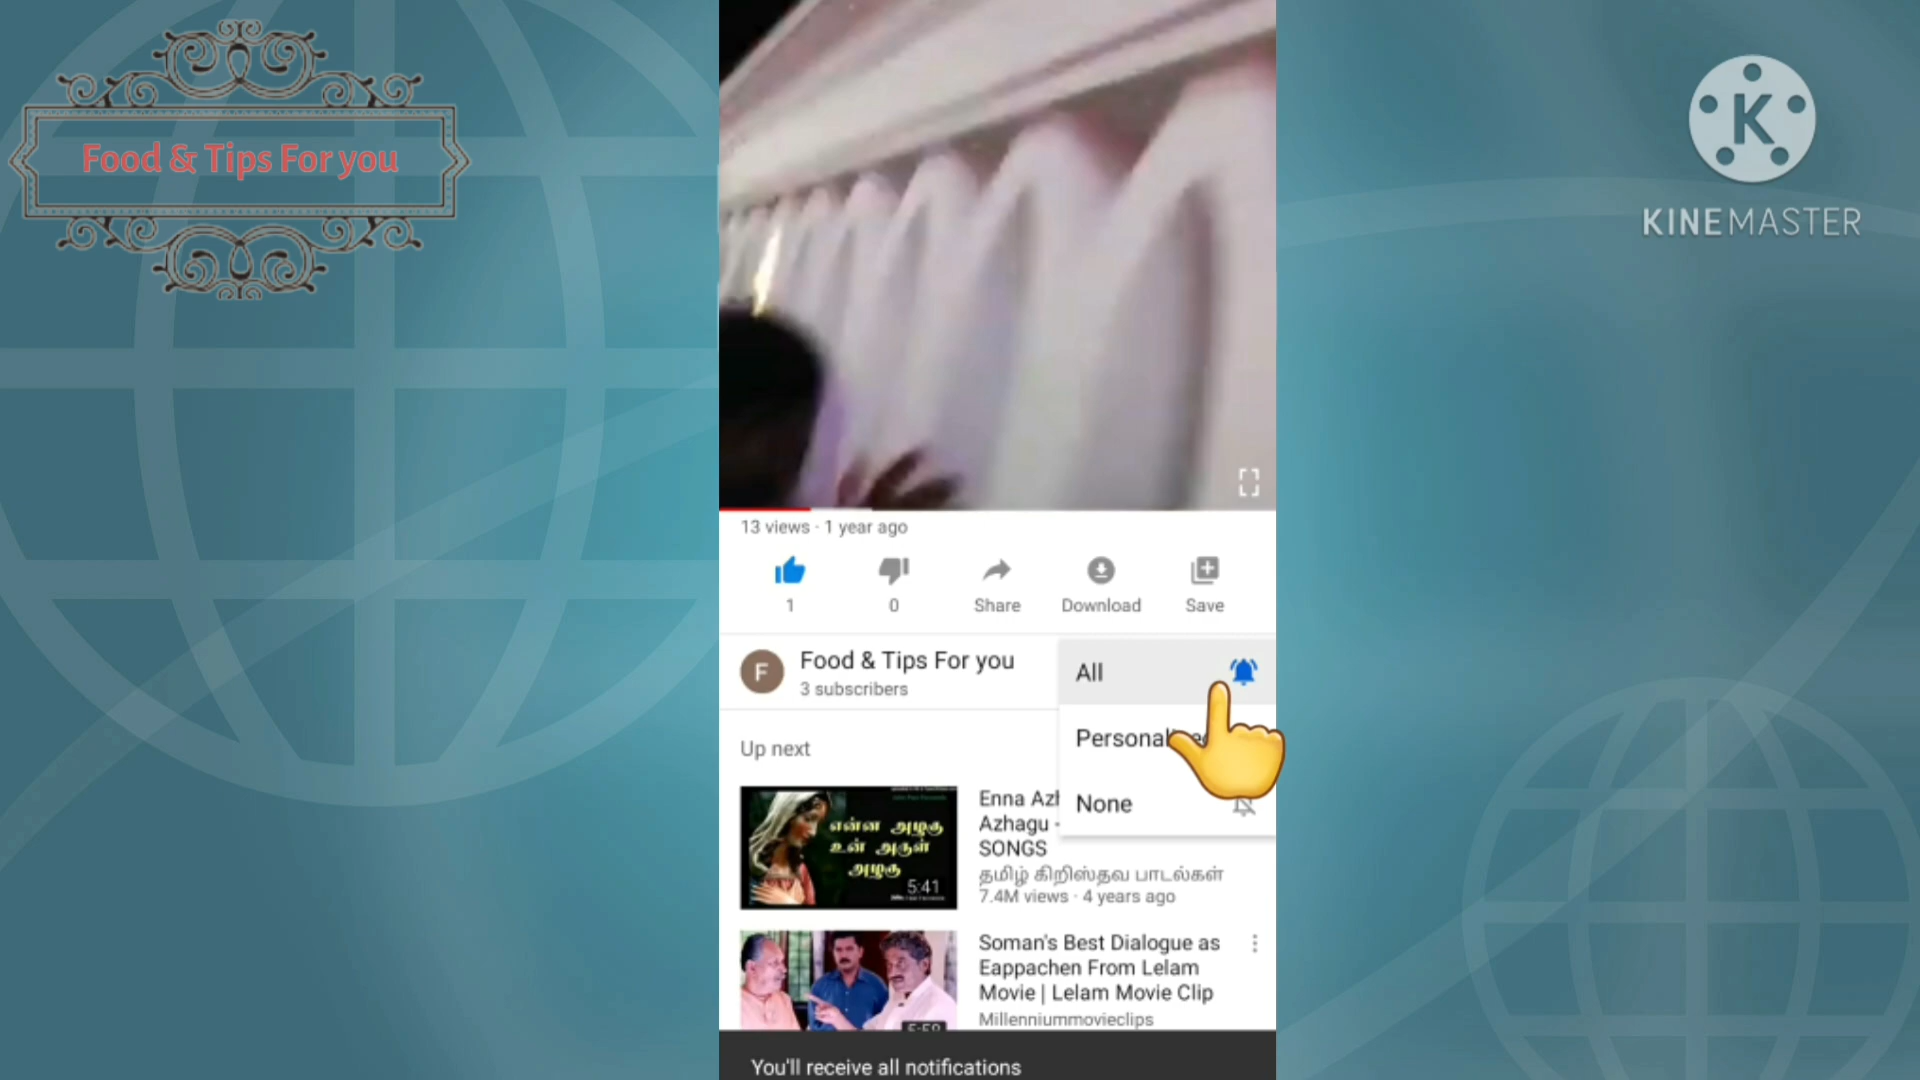 Food & Tips For you
K
KINEMASTER
13 views · 1 year ago
1
0
Share
Download
Save
F
Food & Tips For you
3 subscribers
All
None
Up next
என்ன அழகு
உன் அருள்
அழகு
5:41
Enna
Azhagu -
SONGS
தமிழ் கிறிஸ்தவ பாடல்கள்
7.4M views · 4 years ago
Soman's Best Dialogue as
Eappachen From Lelam
Movie | Lelam Movie Clip
Millenniummovieclips
You'll receive all notifications